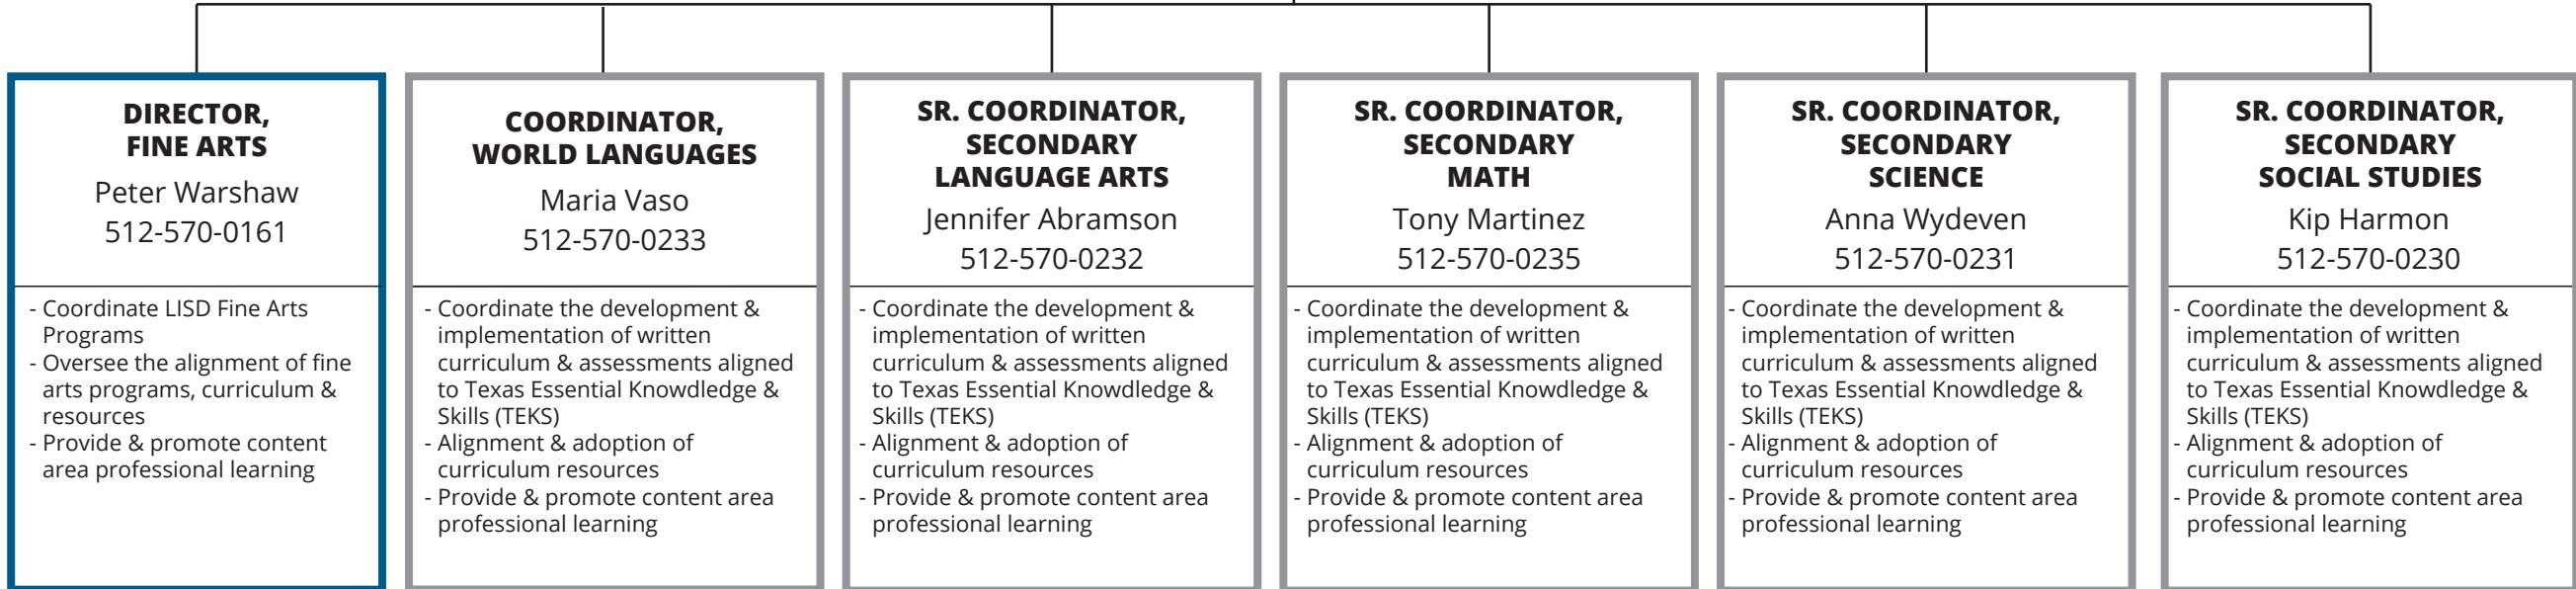 DIRECTOR,
FINE ARTS
Peter Warshaw
512-570-0161
- Coordinate LISD Fine Arts
Programs
- Oversee the alignment of fine
arts programs, curriculum &
resources
- Provide & promote content
area professional learning
COORDINATOR,
WORLD LANGUAGES
Maria Vaso
512-570-0233
- Coordinate the development &
implementation of written
curriculum & assessments aligned
to Texas Essential Knowdledge &
Skills (TEKS)
- Alignment & adoption of
curriculum resources
- Provide & promote content area
professional learning
SR. COORDINATOR,
SECONDARY
LANGUAGE ARTS
Jennifer Abramson
512-570-0232
- Coordinate the development &
implementation of written
curriculum & assessments aligned
to Texas Essential Knowdledge &
Skills (TEKS)
- Alignment & adoption of
curriculum resources
- Provide & promote content area
professional learning
SR. COORDINATOR,
SECONDARY
MATH
Tony Martinez
512-570-0235
- Coordinate the development &
implementation of written
curriculum & assessments aligned
to Texas Essential Knowdledge &
Skills (TEKS)
- Alignment & adoption of
curriculum resources
- Provide & promote content area
professional learning
SR. COORDINATOR,
SECONDARY
SCIENCE
Anna Wydeven
512-570-0231
- Coordinate the development &
implementation of written
curriculum & assessments aligned
to Texas Essential Knowdledge &
Skills (TEKS)
- Alignment & adoption of
curriculum resources
- Provide & promote content area
professional learning
SR. COORDINATOR,
SECONDARY
SOCIAL STUDIES
Kip Harmon
512-570-0230
- Coordinate the development &
implementation of written
curriculum & assessments aligned
to Texas Essential Knowdledge &
Skills (TEKS)
- Alignment & adoption of
curriculum resources
- Provide & promote content area
professional learning